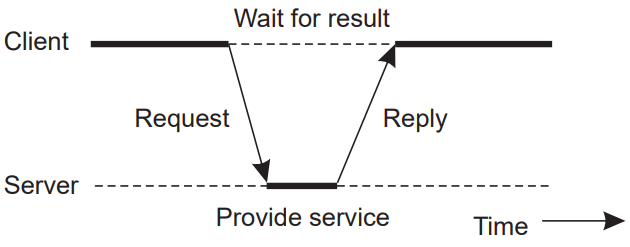 Wait for result
Client
Request
Reply
Server
Provide service
Time